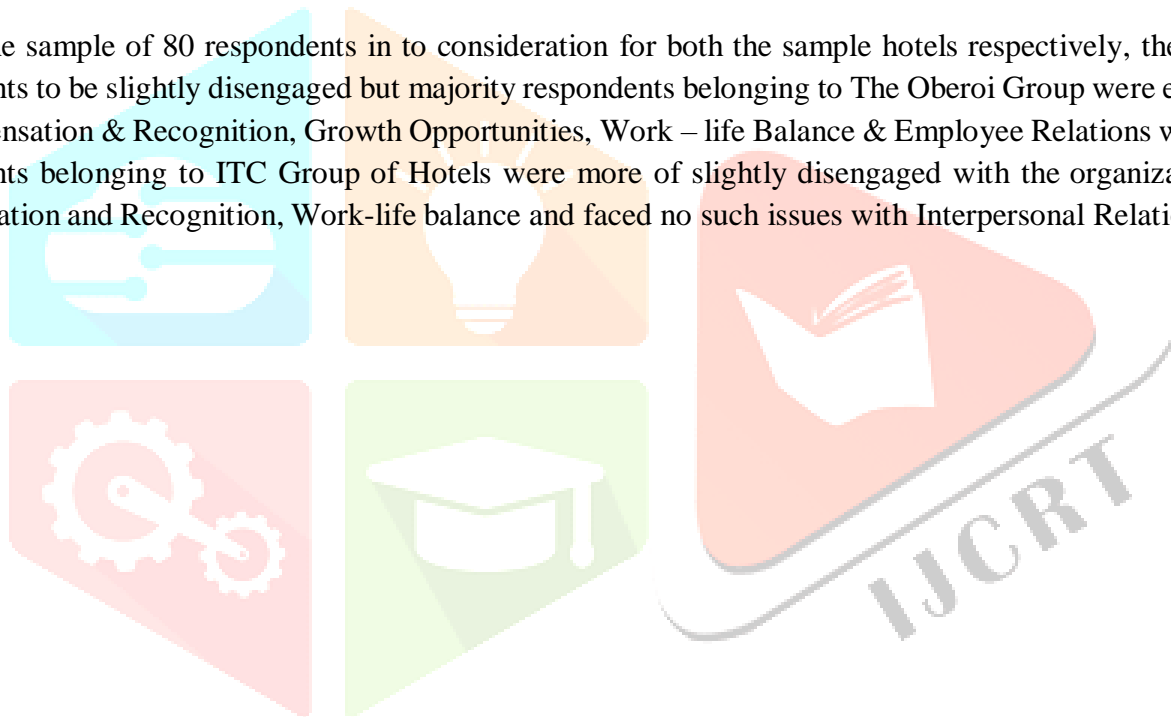 e sample of 80 respondents in to consideration for both the sample hotels respectively, the
nts to be slightly disengaged but majority respondents belonging to The Oberoi Group were e
ensation & Recognition, Growth Opportunities, Work – life Balance & Employee Relations w
nts belonging to ITC Group of Hotels were more of slightly disengaged with the organiza
ation and Recognition, Work-life balance and faced no such issues with Interpersonal Relati
IJCRT